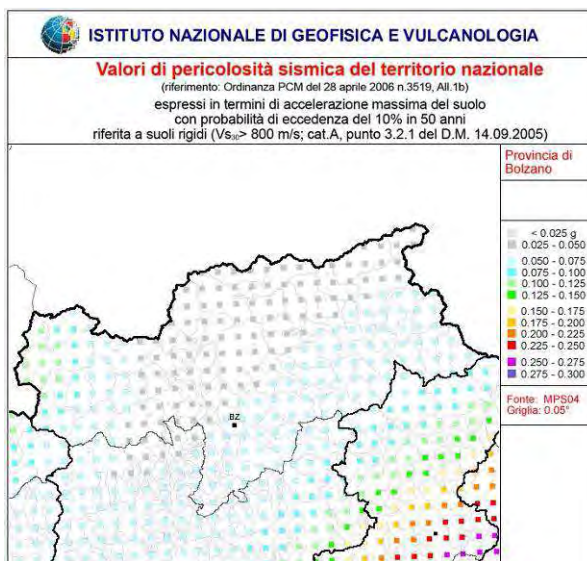 ISTITUTO NAZIONALE DI GEOFISICA E VULCANOLOGIA
Valori di pericolosità sismica del territorio nazionale
(riferimento: Ordinanza PCM del 28 aprile 2006 n.3519, All.1b)
espressi in termini di accelerazione massima del suolo
con probabilità di eccedenza del 10% in 50 anni
riferita a suoli rigidi (Vs₃₀> 800 m/s; cat.A, punto 3.2.1 del D.M. 14.09.2005)
Provincia di
Bolzano
< 0.025 g
0.025 - 0.050
0.050 - 0.075
0.075 - 0.100
0.100 - 0.125
0.125 - 0.150
0.150 - 0.175
0.175 - 0.200
0.200 - 0.225
0.225 - 0.250
0.250 - 0.275
0.275 - 0.300
Fonte: MPS04
Griglia: 0.05°
BZ